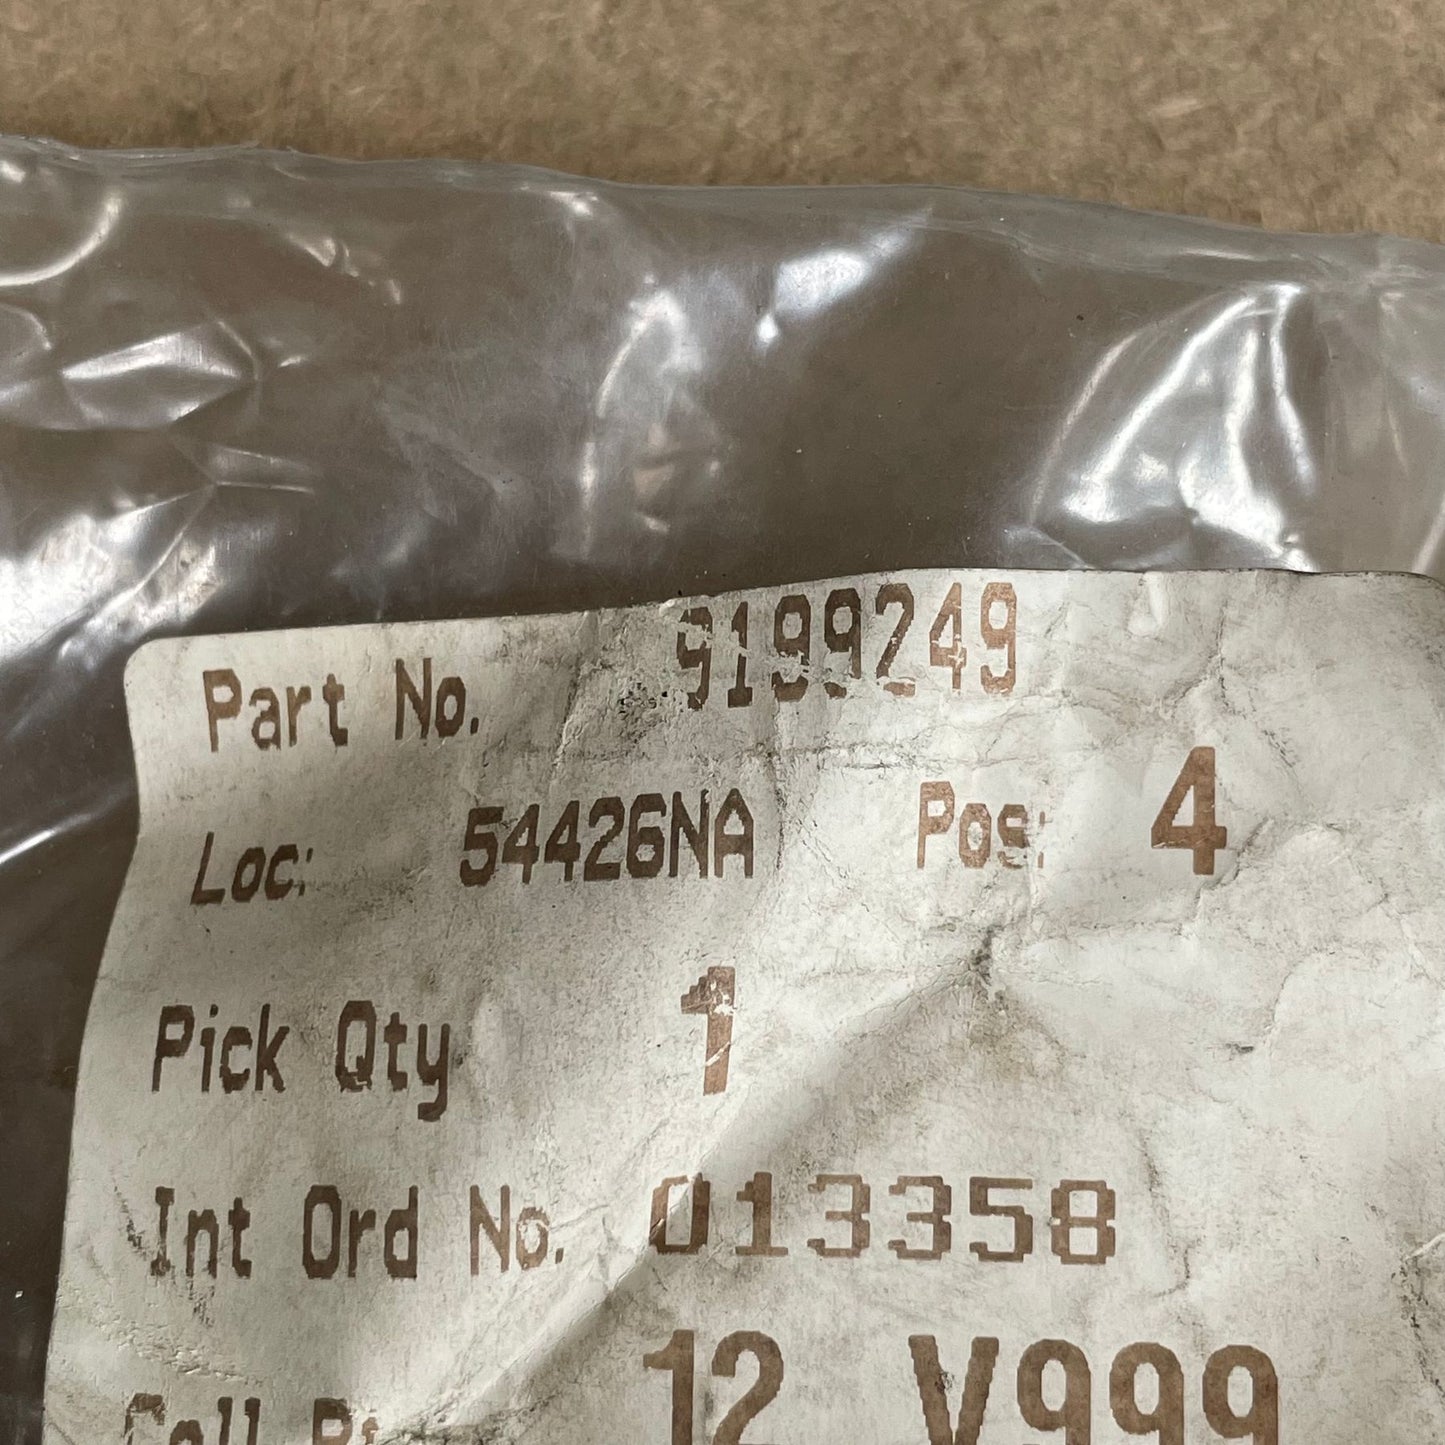 Part No. 9199249
Loc: 54426NA Pos: 4
Pick Qty 1
Int Ord No. 013358
12 V999